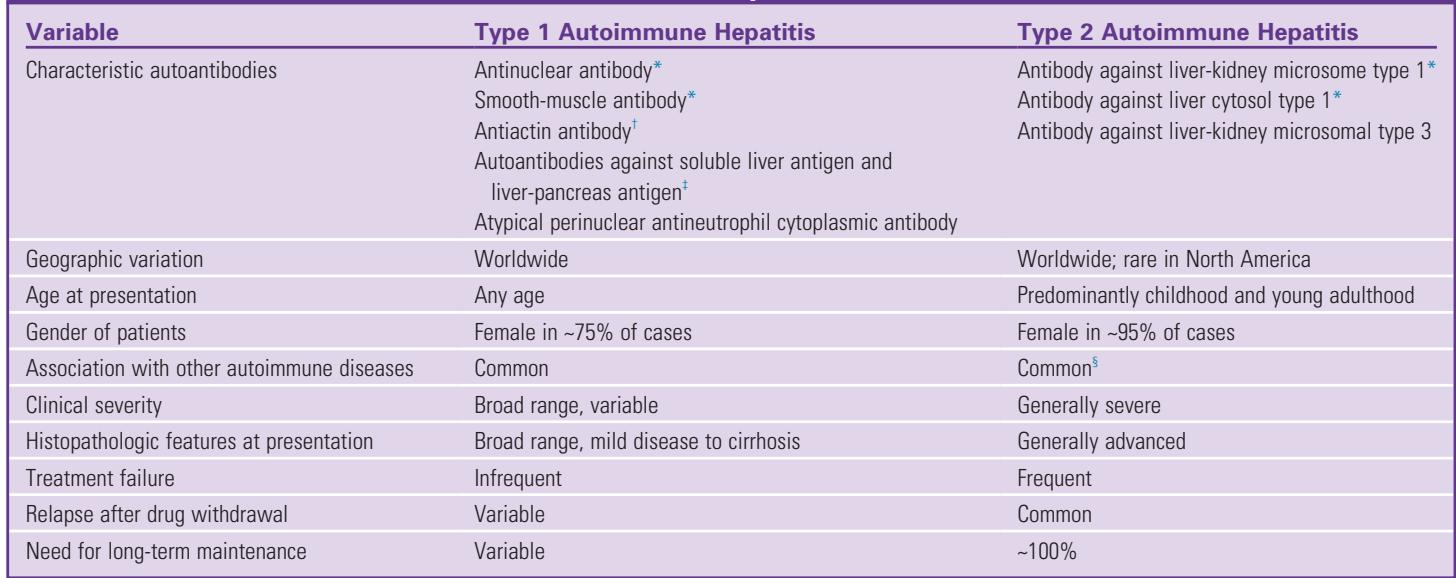 Variable Type 1 Autoimmune Hepatitis Type 2 Autoimmune Hepatitis
Characteristic autoantibodies Antinuclear antibody* Antibody against liver-kidney microsome type 1*
Smooth-muscle antibody* Antibody against liver cytosol type 1*
Antiactin antibody† Antibody against liver-kidney microsomal type 3
Autoantibodies against soluble liver antigen and
liver-pancreas antigen‡
Atypical perinuclear antineutrophil cytoplasmic antibody
Geographic variation Worldwide Worldwide; rare in North America
Age at presentation Any age Predominantly childhood and young adulthood
Gender of patients Female in ~75% of cases Female in ~95% of cases
Association with other autoimmune diseases Common Common§
Clinical severity Broad range, variable Generally severe
Histopathologic features at presentation Broad range, mild disease to cirrhosis Generally advanced
Treatment failure Infrequent Frequent
Relapse after drug withdrawal Variable Common
Need for long-term maintenance Variable ~100%